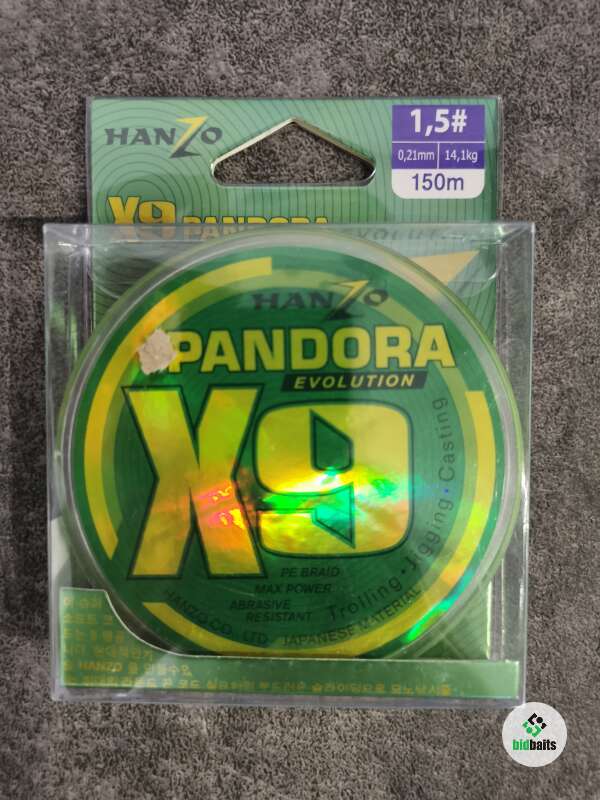 HANZO
1,5#
0,21mm 14,1kg
150m
X9 PANDORA
EVOLUTION
HANZO
PANDORA
EVOLUTION
X9
PE BRAID
MAX POWER
ABRASIVE
RESISTANT
Trolling · Jigging · Casting
HANZO CO., LTD JAPANESE MATERIAL
HANZO
bidbaits